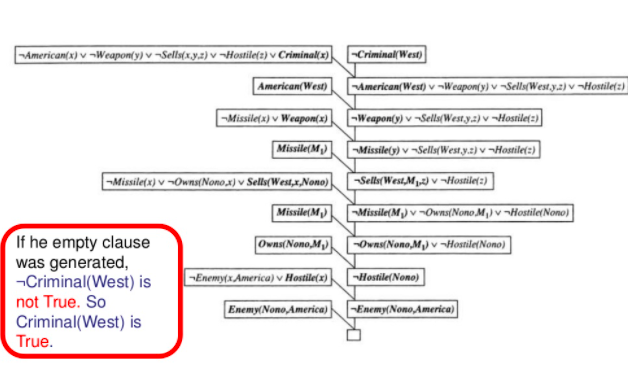 ¬American(x) ∨ ¬Weapon(y) ∨ ¬Sells(x,y,z) ∨ ¬Hostile(z) ∨ Criminal(x)
¬Criminal(West)
American(West)
¬American(West) ∨ ¬Weapon(y) ∨ ¬Sells(West,y,z) ∨ ¬Hostile(z)
¬Missile(x) ∨ Weapon(x)
¬Weapon(y) ∨ ¬Sells(West,y,z) ∨ ¬Hostile(z)
Missile(M₁)
¬Missile(y) ∨ ¬Sells(West,y,z) ∨ ¬Hostile(z)
¬Missile(x) ∨ ¬Owns(Nono,x) ∨ Sells(West,x,Nono)
¬Sells(West,M₁,z) ∨ ¬Hostile(z)
Missile(M₁)
¬Missile(M₁) ∨ ¬Owns(Nono,M₁) ∨ ¬Hostile(Nono)
Owns(Nono,M₁)
¬Owns(Nono,M₁) ∨ ¬Hostile(Nono)
¬Enemy(x,America) ∨ Hostile(x)
¬Hostile(Nono)
Enemy(Nono,America)
¬Enemy(Nono,America)
If he empty clause
was generated,
¬Criminal(West) is
not True. So
Criminal(West) is
True.